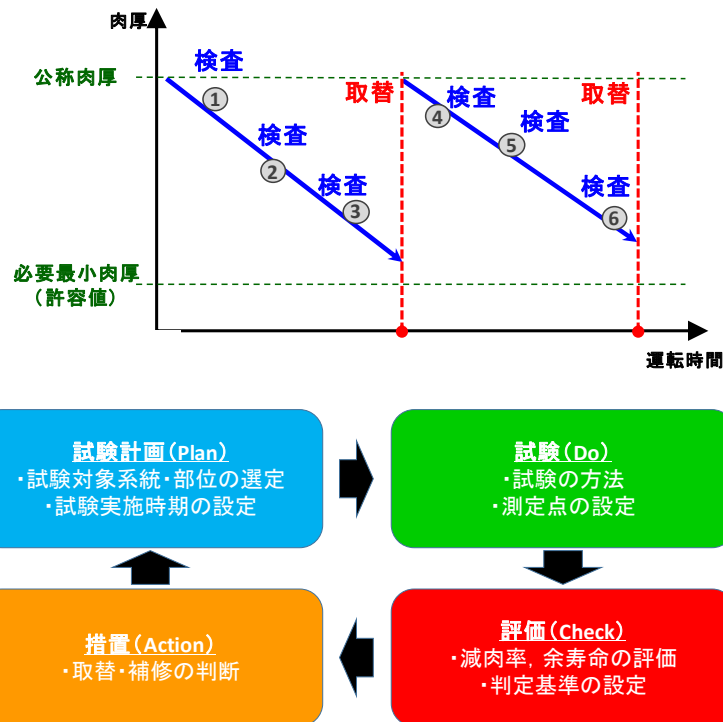 肉厚
公称肉厚
検査
①
検査
②
検査
③
取替
検査
④
検査
⑤
検査
⑥
取替
必要最小肉厚
（許容値）
運転時間
試験計画（Plan）
・試験対象系統・部位の選定
・試験実施時期の設定
試験（Do）
・試験の方法
・測定点の設定
措置（Action）
・取替・補修の判断
評価（Check）
・減肉率，余寿命の評価
・判定基準の設定